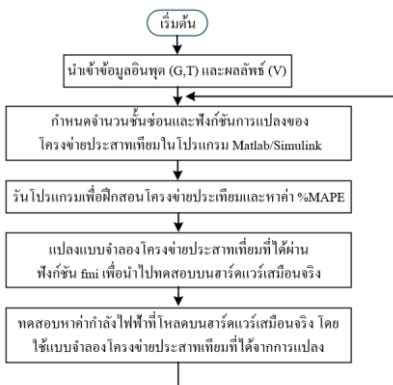 เริ่มต้น
นำเข้าข้อมูลอินพุต (G,T) และผลลัพธ์ (V)
กำหนดจำนวนชั้นซ่อนและฟังก์ชันการแปลงของ
โครงข่ายประสาทเทียมในโปรแกรม Matlab/Simulink
รันโปรแกรมเพื่อฝึกสอนโครงข่ายประเทียมและหาค่า %MAPE
แปลงแบบจำลองโครงข่ายประสาทเที่ยมที่ได้ผ่าน
ฟังก์ชัน fmi เพื่อนำไปทดสอบบนฮาร์ดแวร์เสมือนจริง
ทดสอบหาค่ากำลังไฟฟ้าที่โหลดบนฮาร์ดแวร์เสมือนจริง โดย
ใช้แบบจำลองโครงข่ายประสาทเทียมที่ได้จากการแปลง